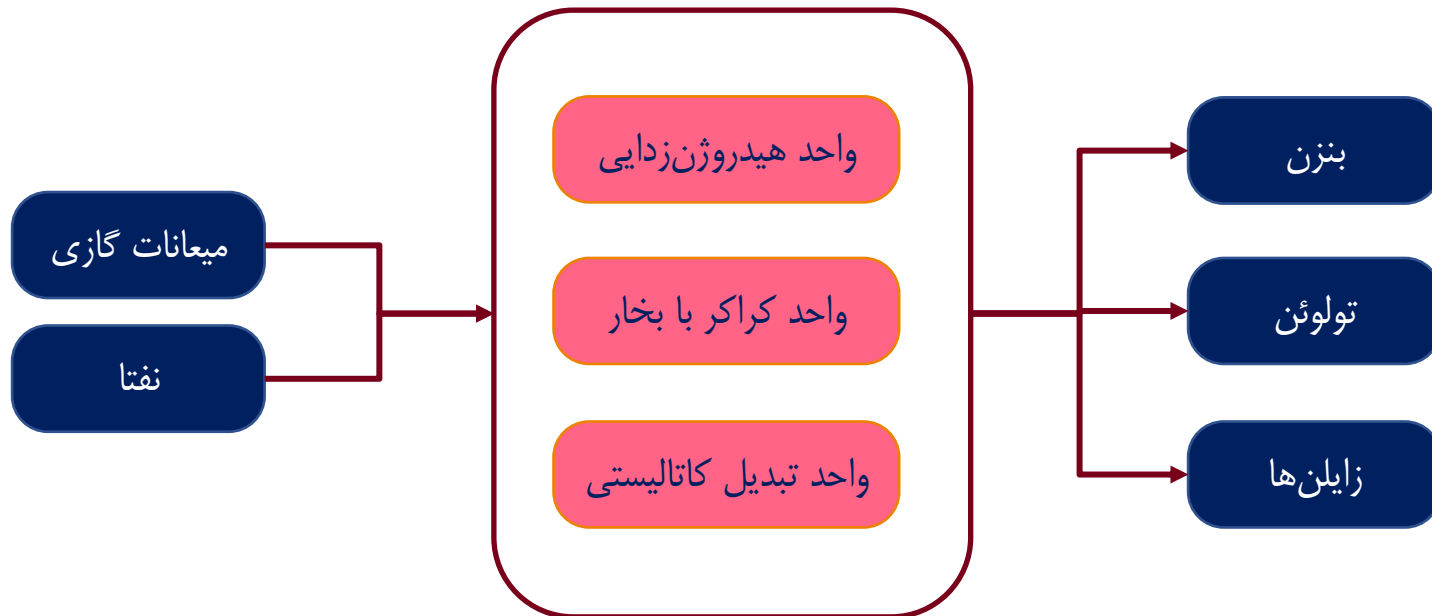 میعانات گازی
نفتا
واحد هیدروژن‌زدایی
واحد کراکر با بخار
واحد تبدیل کاتالیستی
بنزن
تولوئن
زایلن‌ها